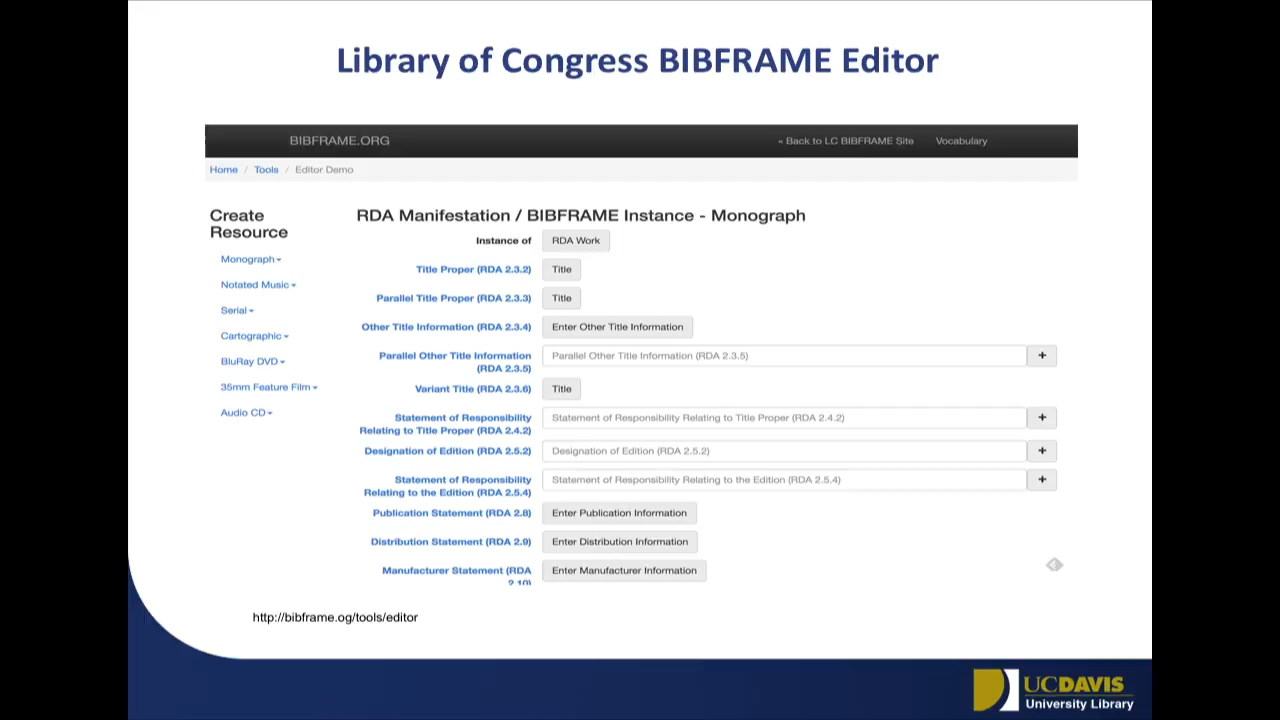 Library of Congress BIBFRAME Editor
BIBFRAME.ORG
« Back to LC BIBFRAME Site
Vocabulary
Home / Tools / Editor Demo
Create
Resource
Monograph
Notated Music
Serial
Cartographic
BluRay DVD
35mm Feature Film
Audio CD
RDA Manifestation / BIBFRAME Instance - Monograph
Instance of RDA Work
Title Proper (RDA 2.3.2) Title
Parallel Title Proper (RDA 2.3.3) Title
Other Title Information (RDA 2.3.4) Enter Other Title Information
Parallel Other Title Information
(RDA 2.3.5)
Parallel Other Title Information (RDA 2.3.5) +
Variant Title (RDA 2.3.6) Title
Statement of Responsibility
Relating to Title Proper (RDA 2.4.2)
Statement of Responsibility Relating to Title Proper (RDA 2.4.2) +
Designation of Edition (RDA 2.5.2) Designation of Edition (RDA 2.5.2) +
Statement of Responsibility
Relating to the Edition (RDA 2.5.4)
Statement of Responsibility Relating to the Edition (RDA 2.5.4) +
Publication Statement (RDA 2.8) Enter Publication Information
Distribution Statement (RDA 2.9) Enter Distribution Information
Manufacturer Statement (RDA
2.10)
Enter Manufacturer Information
http://bibframe.og/tools/editor
UCDAVIS
University Library